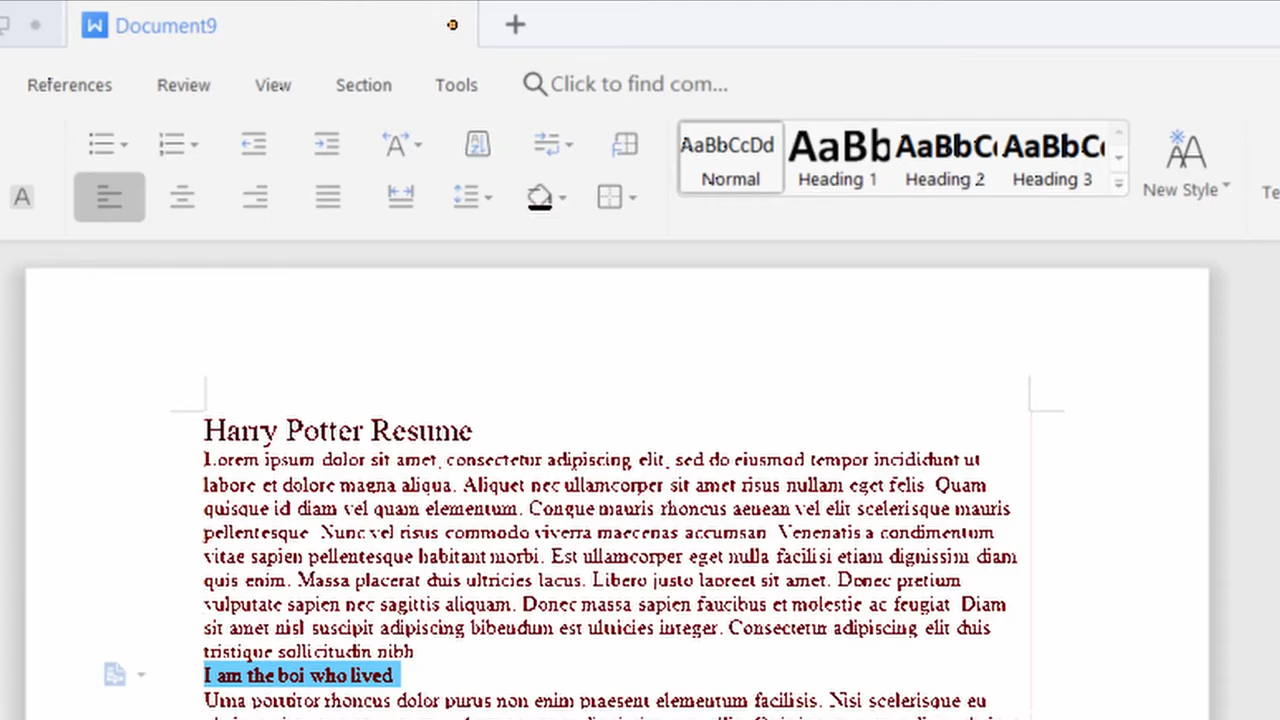 Document9
References Review View Section Tools Click to find com...
AaBbCcDd AaBb AaBbC AaBbC
A Normal Heading 1 Heading 2 Heading 3 New Style
Harry Potter Resume
Lorem ipsum dolor sit amet, consectetur adipiscing elit, sed do eiusmod tempor incididunt ut
labore et dolore magna aliqua. Aliquet nec ullamcorper sit amet risus nullam eget felis. Quam
quisque id diam vel quam elementum. Congue mauris rhoncus aenean vel elit scelerisque mauris
pellentesque. Nunc vel risus commodo viverra maecenas accumsan. Venenatis a condimentum
vitae sapien pellentesque habitant morbi. Est ullamcorper eget nulla facilisi etiam dignissim diam
quis enim. Massa placerat duis ultricies lacus. Libero justo laoreet sit amet. Donec pretium
vulputate sapien nec sagittis aliquam. Donec massa sapien faucibus et molestie ac feugiat. Diam
sit amet nisl suscipit adipiscing bibendum est ultricies integer. Consectetur adipiscing elit duis
tristique sollicitudin nibh
I am the boi who lived
Urna porttitor rhoncus dolor purus non enim praesent elementum facilisis. Nisi scelerisque eu